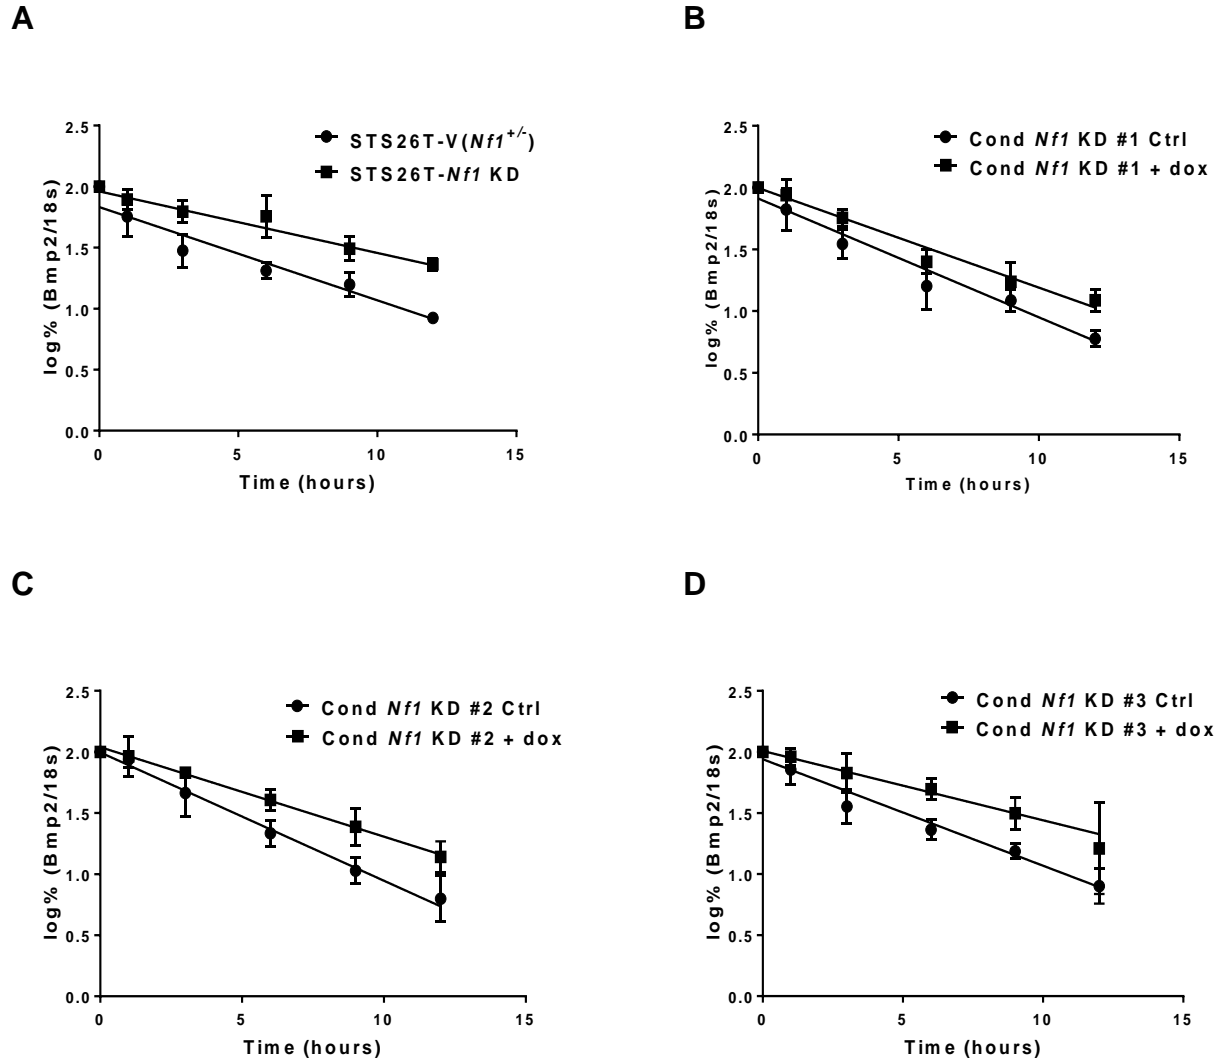 A
B
STS26T-V(Nf1+/-)
STS26T-Nf1 KD
log% (Bmp2/18s)
2.5
2.0
1.5
1.0
0.5
0.0
0
5
10
15
Time (hours)
Cond Nf1 KD #1 Ctrl
Cond Nf1 KD #1 + dox
log% (Bmp2/18s)
2.5
2.0
1.5
1.0
0.5
0.0
0
5
10
15
Time (hours)
C
D
Cond Nf1 KD #2 Ctrl
Cond Nf1 KD #2 + dox
log% (Bmp2/18s)
2.5
2.0
1.5
1.0
0.5
0.0
0
5
10
15
Time (hours)
Cond Nf1 KD #3 Ctrl
Cond Nf1 KD #3 + dox
log% (Bmp2/18s)
2.5
2.0
1.5
1.0
0.5
0.0
0
5
10
15
Time (hours)